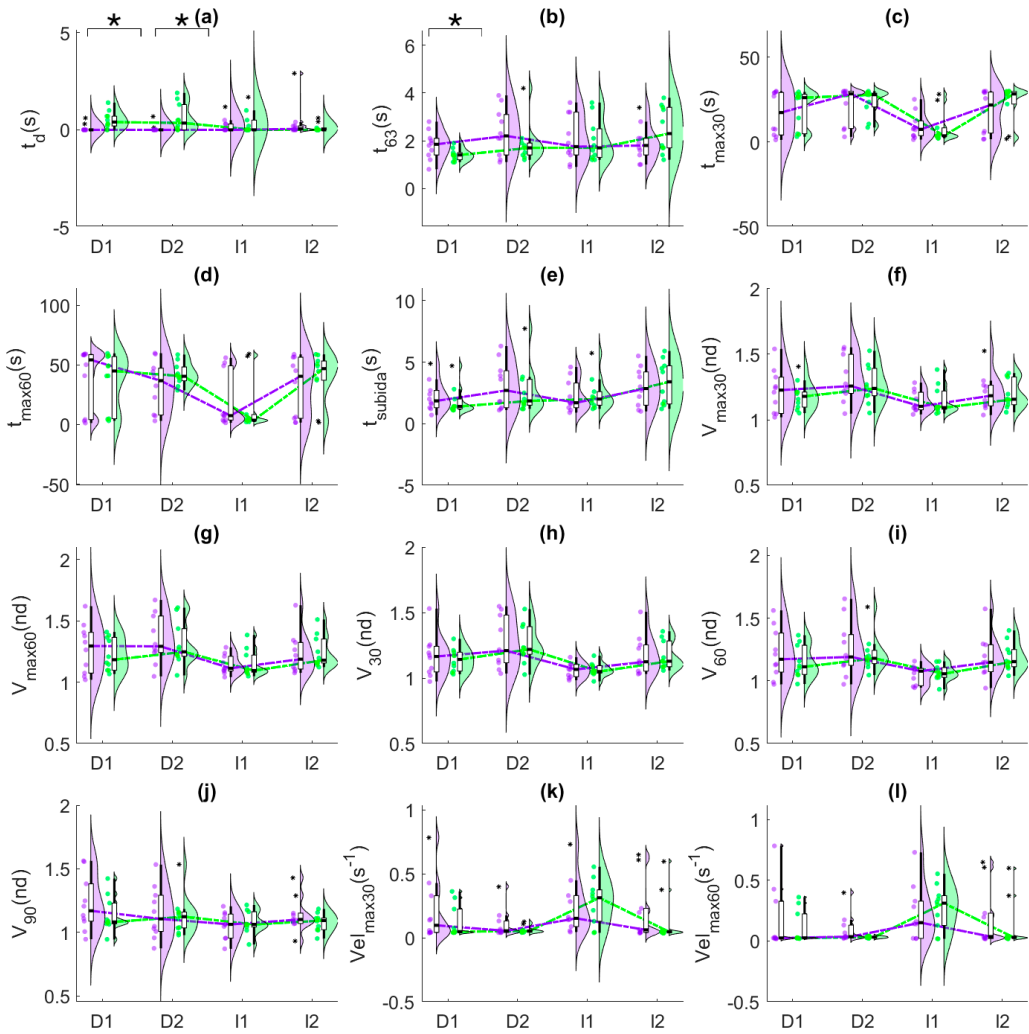 (a)
*
*
5
0
-5
t_d(s)
D1 D2 I1 I2
(b)
*
6
4
2
0
t_63(s)
D1 D2 I1 I2
(c)
50
0
-50
t_max30(s)
D1 D2 I1 I2
(d)
100
50
0
-50
t_max60(s)
D1 D2 I1 I2
(e)
10
5
0
-5
t_subida(s)
D1 D2 I1 I2
(f)
2
1.5
1
0.5
V_max30(nd)
D1 D2 I1 I2
(g)
2
1.5
1
0.5
V_max60(nd)
D1 D2 I1 I2
(h)
2
1.5
1
0.5
V_30(nd)
D1 D2 I1 I2
(i)
2
1.5
1
0.5
V_60(nd)
D1 D2 I1 I2
(j)
2
1.5
1
0.5
V_90(nd)
D1 D2 I1 I2
(k)
1
0.5
0
-0.5
Vel_max30(s^-1)
D1 D2 I1 I2
(l)
1
0.5
0
-0.5
Vel_max60(s^-1)
D1 D2 I1 I2